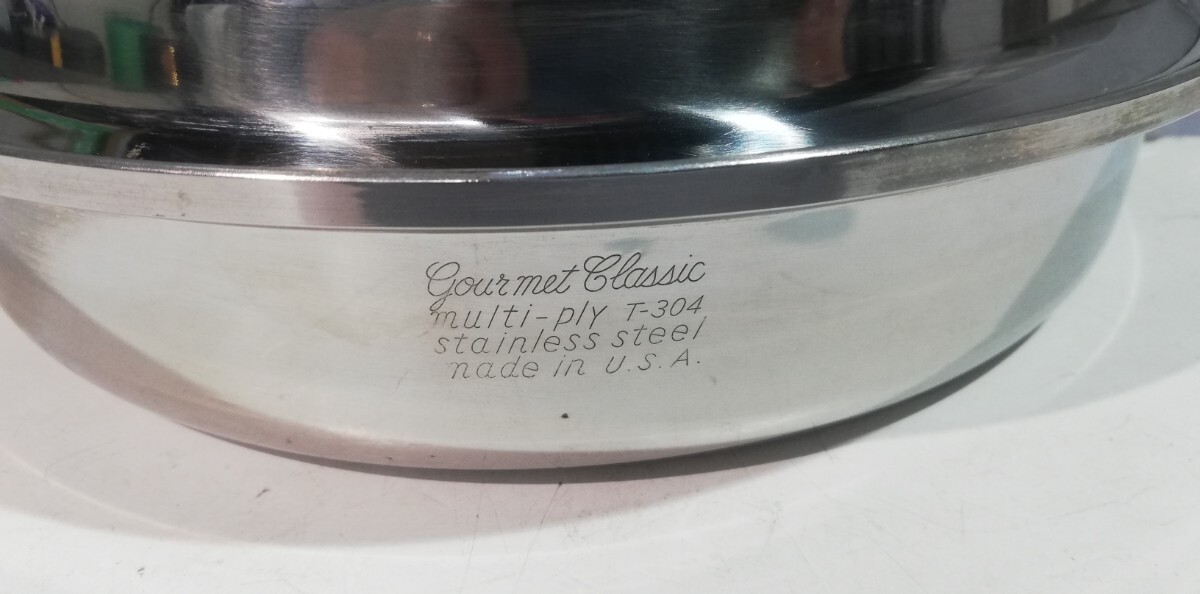 Gourmet Classic
multi-ply T-304
stainless steel
made in U.S.A.